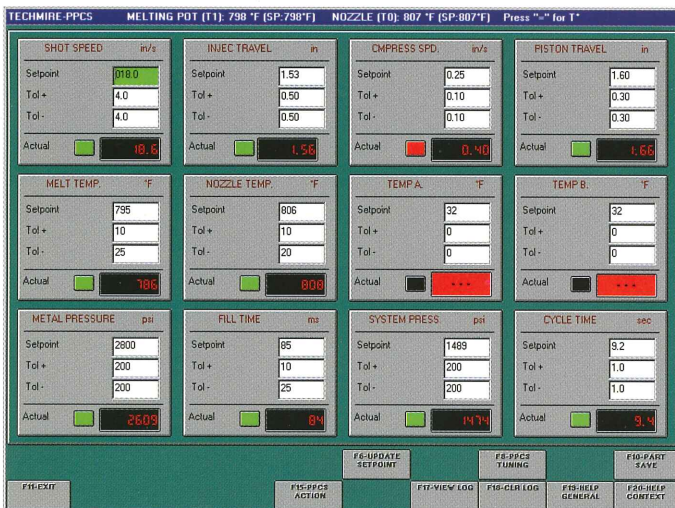 TECHMIRE-PPCS MELTING POT (T1): 798 °F (SP:798°F) NOZZLE (T0): 807 °F (SP:807°F) Press "=" for T°
SHOT SPEED in/s
Setpoint 018.0
Tol + 4.0
Tol - 4.0
Actual 18.6
INJEC TRAVEL in
Setpoint 1.53
Tol + 0.50
Tol - 0.50
Actual 1.56
CMPRESS SPD. in/s
Setpoint 0.25
Tol + 0.10
Tol - 0.10
Actual 0.40
PISTON TRAVEL in
Setpoint 1.60
Tol + 0.30
Tol - 0.30
Actual 1.66
MELT TEMP. °F
Setpoint 795
Tol + 10
Tol - 25
Actual 786
NOZZLE TEMP. °F
Setpoint 806
Tol + 10
Tol - 20
Actual 808
TEMP A. °F
Setpoint 32
Tol + 0
Tol - 0
Actual ---
TEMP B. °F
Setpoint 32
Tol + 0
Tol - 0
Actual ---
METAL PRESSURE psi
Setpoint 2800
Tol + 200
Tol - 200
Actual 2609
FILL TIME ms
Setpoint 85
Tol + 10
Tol - 25
Actual 84
SYSTEM PRESS. psi
Setpoint 1489
Tol + 200
Tol - 200
Actual 1474
CYCLE TIME sec
Setpoint 9.2
Tol + 1.0
Tol - 1.0
Actual 9.4
F6-UPDATE SETPOINT
F8-PPCS TUNING
F10-PART SAVE
F11-EXIT
F15-PPCS ACTION
F17-VIEW LOG
F18-CLR LOG
F19-HELP GENERAL
F20-HELP CONTEXT